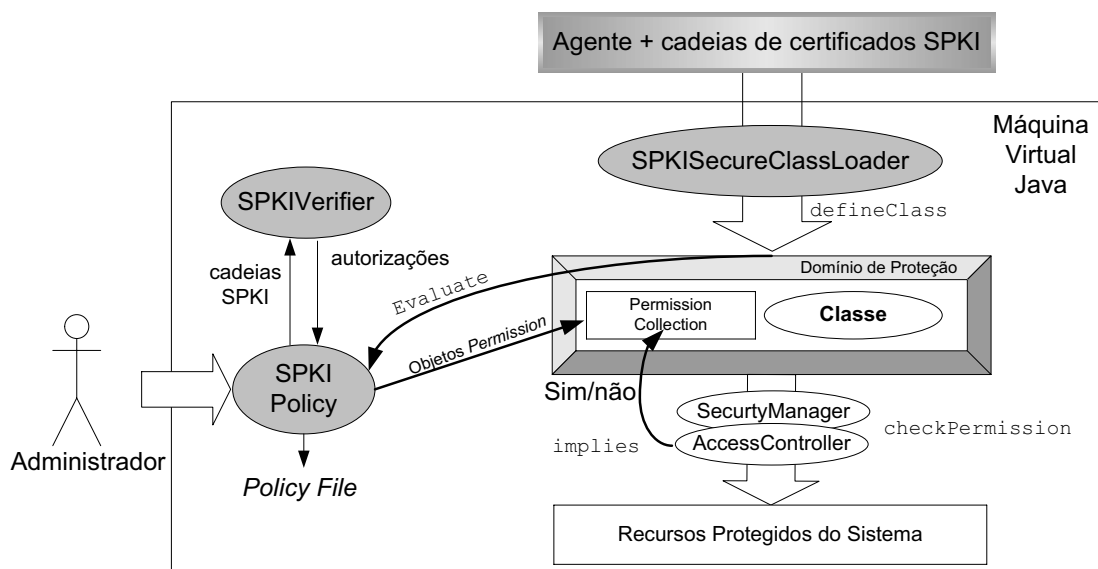 Agente + cadeias de certificados SPKI
Máquina
Virtual
Java
SPKISecureClassLoader
defineClass
SPKIVerifier
cadeias
SPKI
autorizações
Evaluate
Domínio de Proteção
Permission
Collection
Classe
Objetos Permission
SPKI
Policy
Sim/não
SecurtyManager
AccessController
checkPermission
implies
Administrador
Policy File
Recursos Protegidos do Sistema